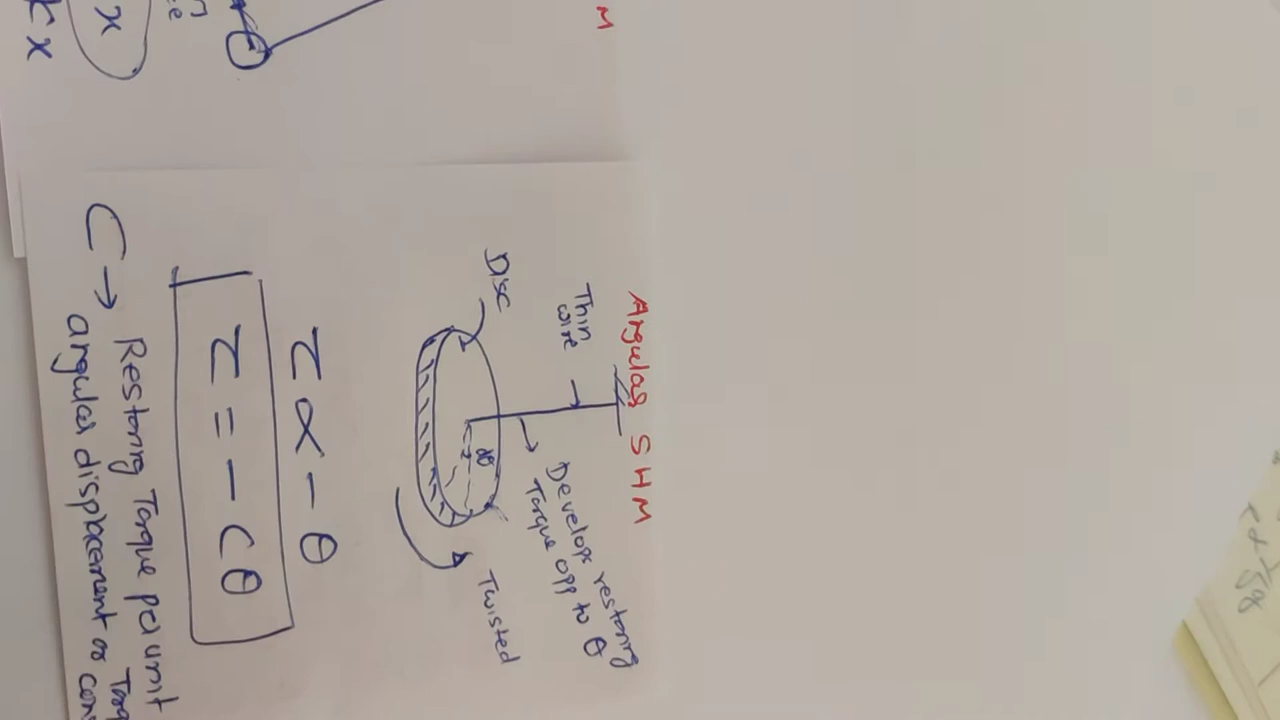 M
x
x
Angular SHM
Thin
wire
Disc
dθ
Develops restoring
Torque opp to θ
Twisted
τ α - θ
τ = - Cθ
C → Restoring Torque per unit
angular displacement or